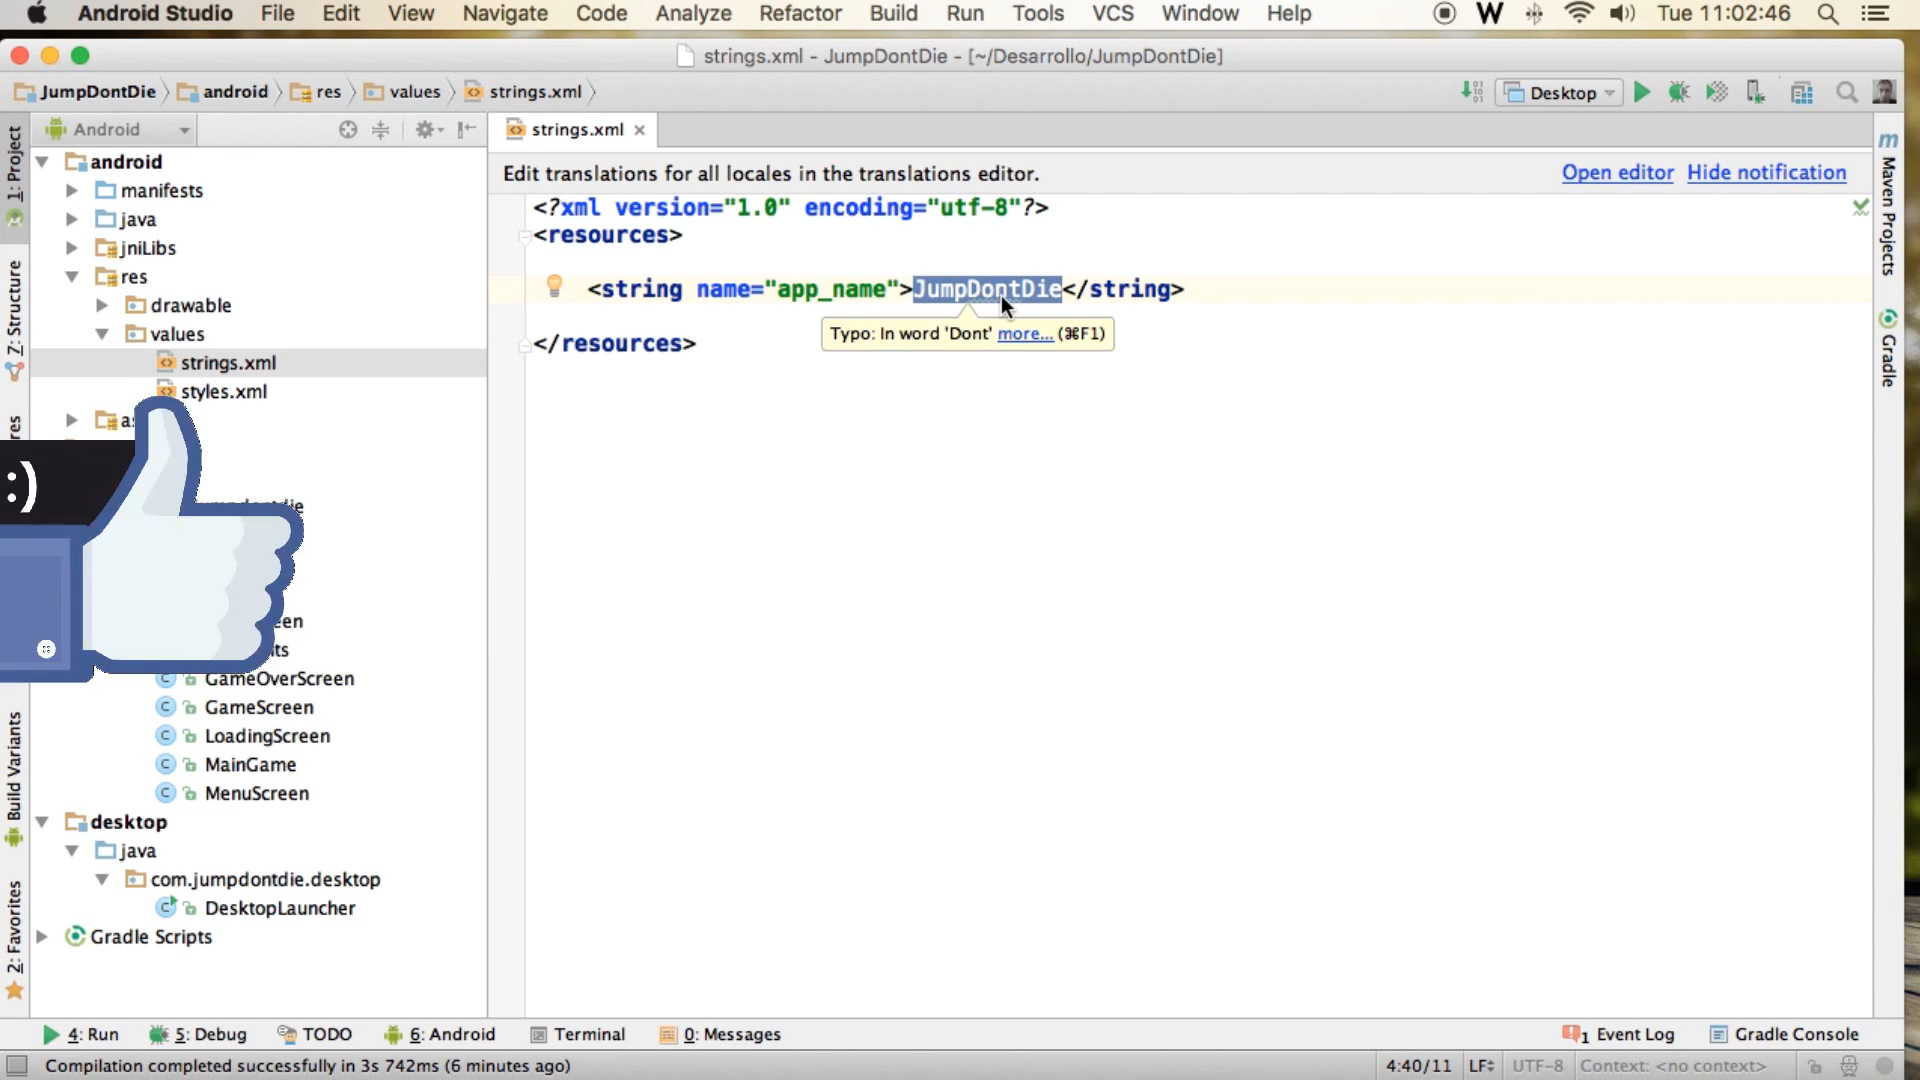 Android Studio File Edit View Navigate Code Analyze Refactor Build Run Tools VCS Window Help W Tue 11:02:46
strings.xml - JumpDontDie - [~/Desarrollo/JumpDontDie]
JumpDontDie android res values strings.xml Desktop
Android strings.xml
1: Project
Z: Structure
res
Build Variants
2: Favorites
android
manifests
java
jniLibs
res
drawable
values
strings.xml
styles.xml
as
:)
een
ts
GameOverScreen
GameScreen
LoadingScreen
MainGame
MenuScreen
desktop
java
com.jumpdontdie.desktop
DesktopLauncher
Gradle Scripts
Edit translations for all locales in the translations editor. Open editor Hide notification
<?xml version="1.0" encoding="utf-8"?>
<resources>
<string name="app_name">JumpDontDie</string>
Typo: In word 'Dont' more... (⌘F1)
</resources>
m Maven Projects
Gradle
4: Run 5: Debug TODO 6: Android Terminal 0: Messages 1 Event Log Gradle Console
Compilation completed successfully in 3s 742ms (6 minutes ago) 4:40/11 LF UTF-8 Context: <no context>